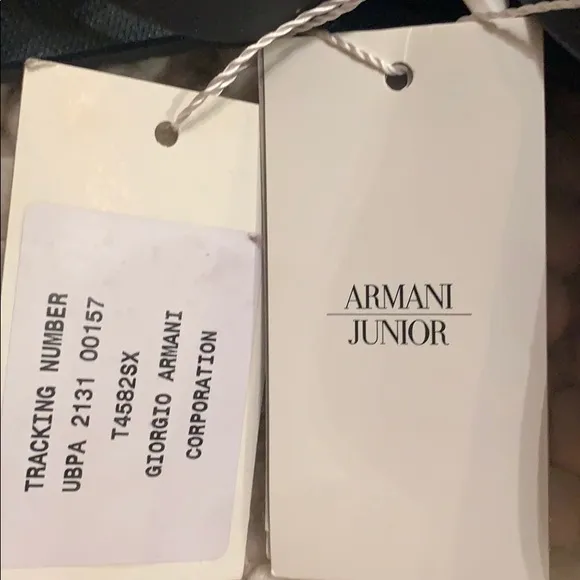 TRACKING NUMBER
UBPA 2131 00157
T4582SX
GIORGIO ARMANI
CORPORATION
ARMANI
JUNIOR